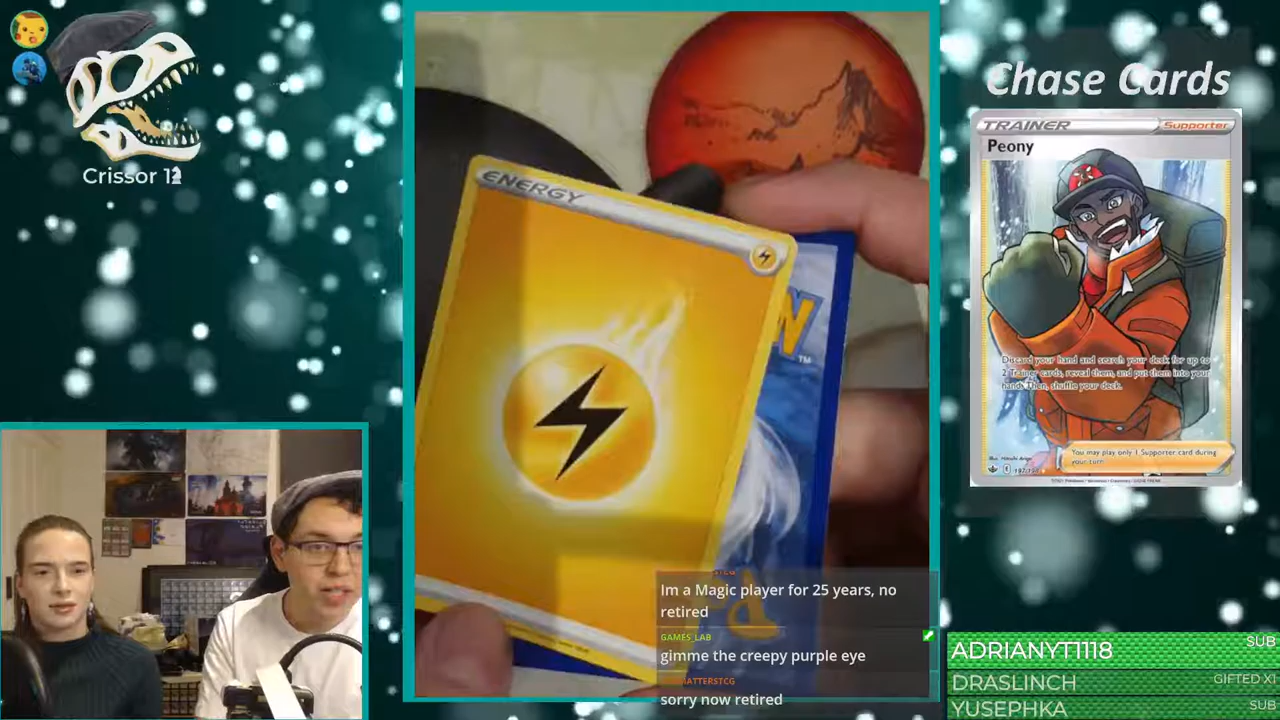 Crissor 12
ENERGY
N
TM
Im a Magic player for 25 years, no
retired
GAMES_LAB
gimme the creepy purple eye
sorry now retired
Chase Cards
TRAINER
Supporter
Peony
Discard your hand and search your deck for up to
2 Trainer cards, reveal them, and put them into your
hand. Then, shuffle your deck.
You may play only 1 Supporter card during
your turn.
ADRIANYT1118
SUB
DRASLINCH
GIFTED X1
YUSEPHKA
SUB